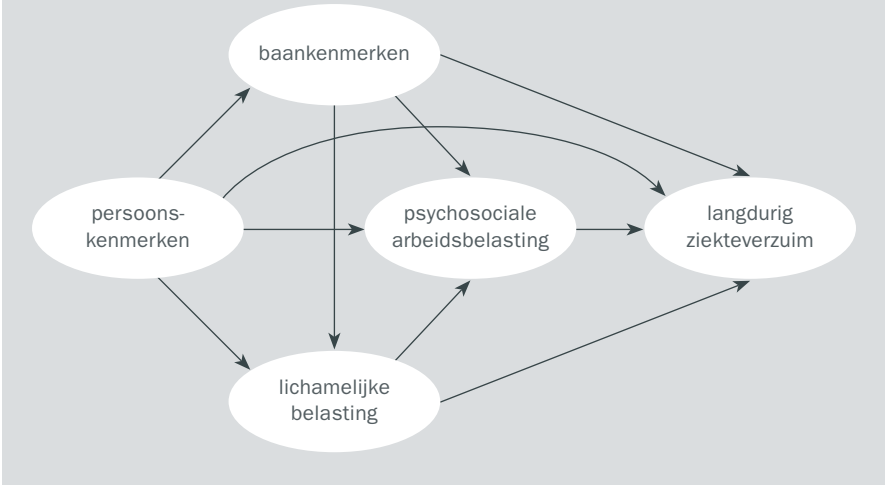 baankenmerken
persoons-
kenmerken
psychosociale
arbeidsbelasting
langdurig
ziekteverzuim
lichamelijke
belasting